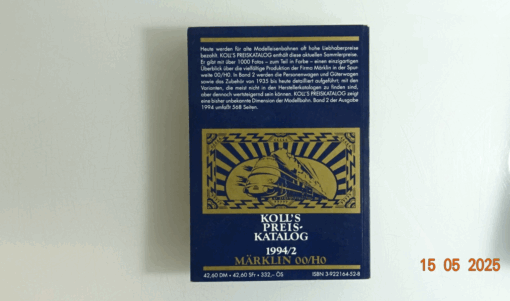 Heute werden für alte Modelleisenbahnen oft hohe Liebhaberpreise
bezahlt. KOLL'S PREISKATALOG enthält diese aktuellen Sammlerpreise.
Er gibt mit über 1000 Fotos – zum Teil in Farbe – einen einzigartigen
Überblick über die vielfältige Produktion der Firma Märklin in der Spur-
weite 00/H0. In Band 2 werden die Personenwagen und Güterwagen
sowie das Zubehör von 1935 bis heute detailliert aufgeführt; mit den
Varianten, die meist nicht in den Herstellerkatalogen zu finden sind,
aber dennoch wertsteigernd sein können. KOLL'S PREISKATALOG zeigt
eine bisher unbekannte Dimension der Modellbahn. Band 2 der Ausgabe
1994 umfaßt 568 Seiten.
KOLL'S
PREIS-
KATALOG
1994/2
MÄRKLIN 00/H0
42,60 DM • 42,60 SFr • 332,– ÖS
ISBN 3-922164-52-8
15 05 2025